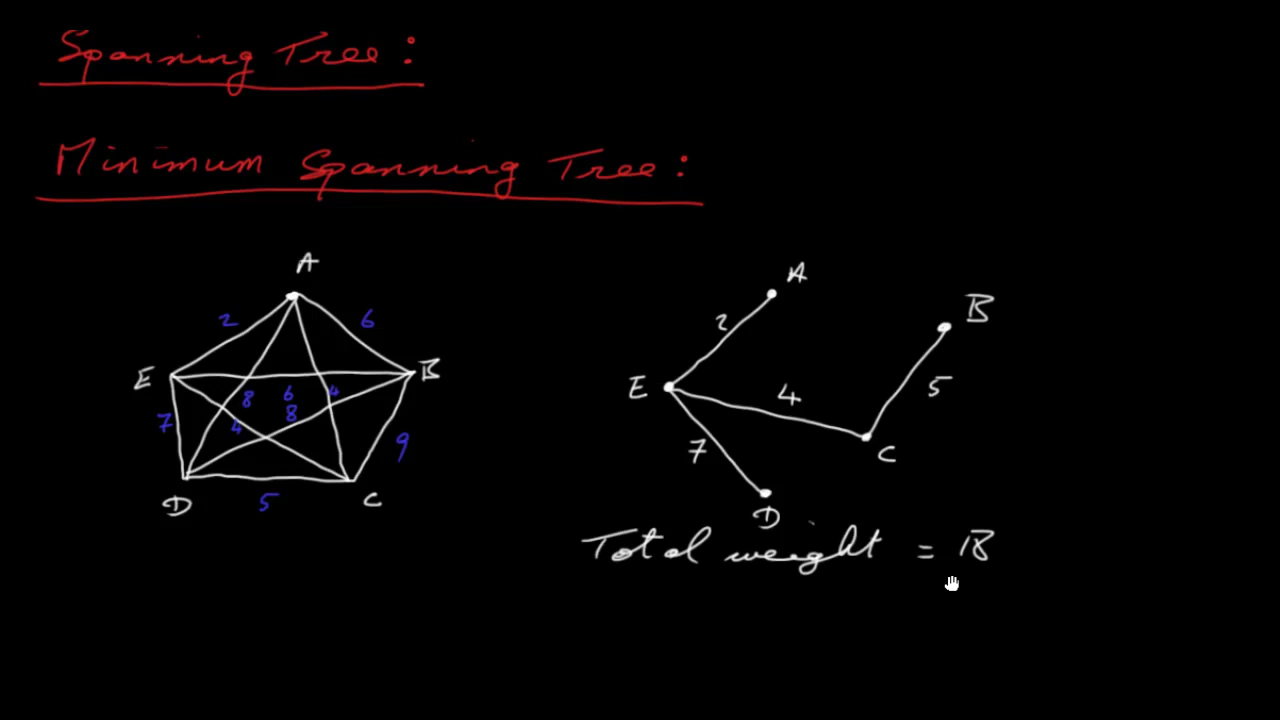 Spanning Tree:
Minimum Spanning Tree:
A
2
6
E
B
8
6
4
7
4
8
9
D
5
C
A
B
2
E
4
5
7
C
D
Total weight = 18